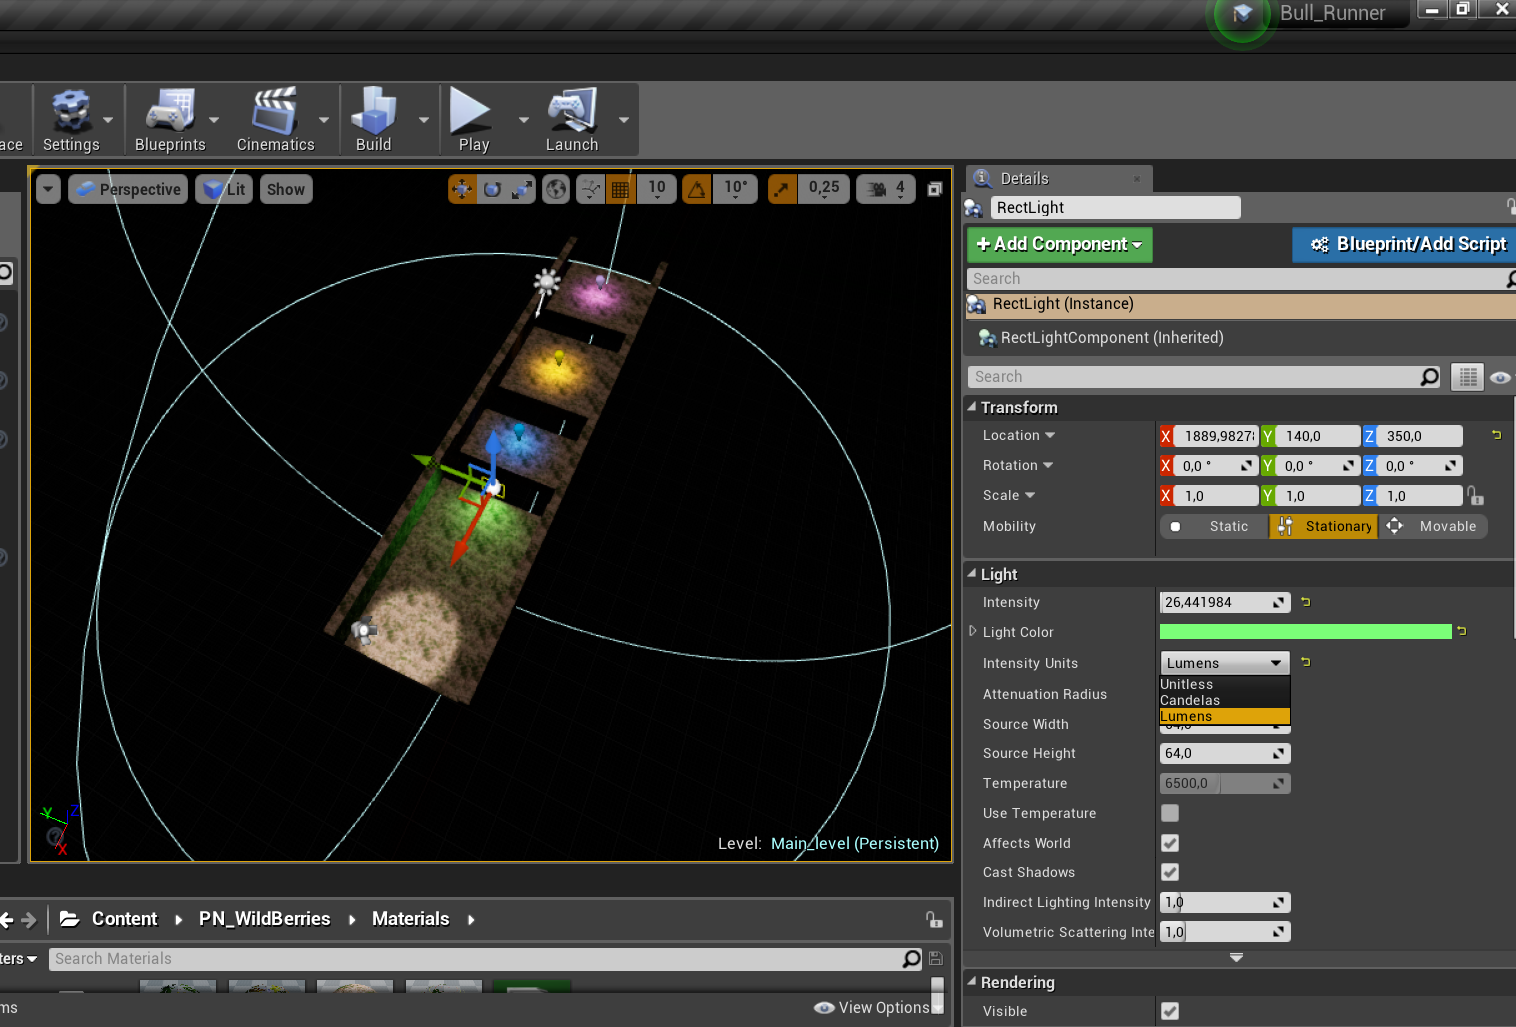 Bull_Runner
ace
Settings
Blueprints
Cinematics
Build
Play
Launch
Perspective
Lit
Show
10
10°
0,25
4
Level: Main_level (Persistent)
Y
Z
X
Content
PN_WildBerries
Materials
ters
Search Materials
ms
View Options
Details
RectLight
+ Add Component
Blueprint/Add Script
Search
RectLight (Instance)
RectLightComponent (Inherited)
Search
Transform
Location X 1889,9827 Y 140,0 Z 350,0
Rotation X 0,0 ° Y 0,0 ° Z 0,0 °
Scale X 1,0 Y 1,0 Z 1,0
Mobility Static Stationary Movable
Light
Intensity 26,441984
Light Color
Intensity Units Lumens
Unitless
Candelas
Lumens
Attenuation Radius
Source Width
Source Height 64,0
Temperature 6500,0
Use Temperature
Affects World
Cast Shadows
Indirect Lighting Intensity 1,0
Volumetric Scattering Inte 1,0
Rendering
Visible